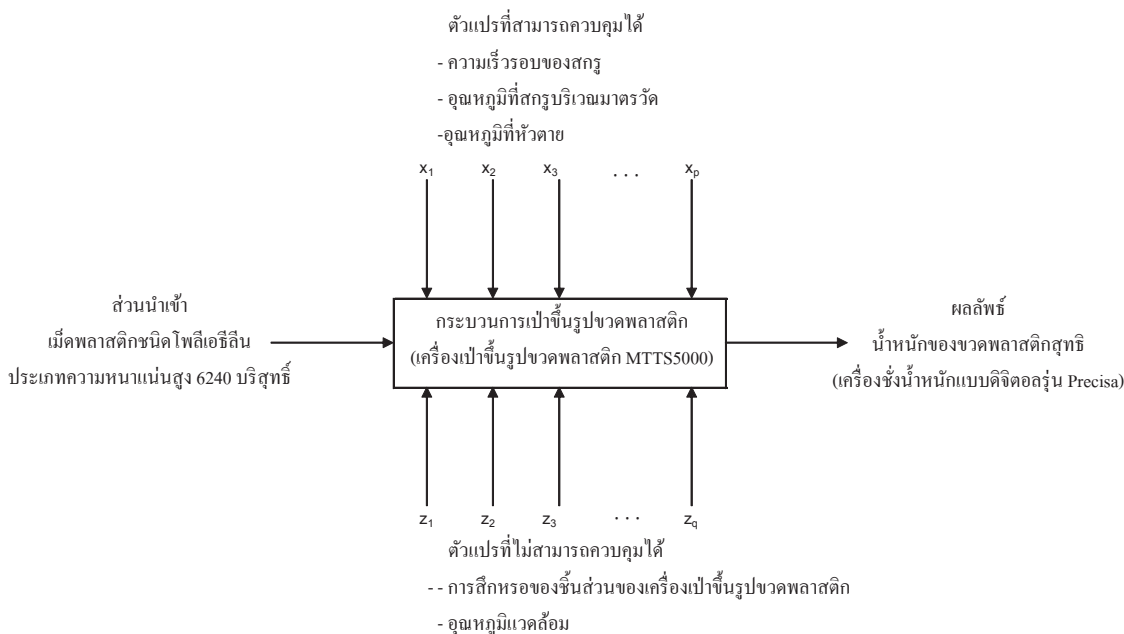 ตัวแปรที่สามารถควบคุมได้
- ความเร็วรอบของสกรู
- อุณหภูมิที่สกรูบริเวณมาตรวัด
-อุณหภูมิที่หัวตาย
x₁ x₂ x₃ . . . xₚ
ส่วนนำเข้า
เม็ดพลาสติกชนิดโพลีเอธีลีน
ประเภทความหนาแน่นสูง 6240 บริสุทธิ์
กระบวนการเป่าขึ้นรูปขวดพลาสติก
(เครื่องเป่าขึ้นรูปขวดพลาสติก MTTS5000)
ผลลัพธ์
น้ำหนักของขวดพลาสติกสุทธิ
(เครื่องชั่งน้ำหนักแบบดิจิตอลรุ่น Precisa)
z₁ z₂ z₃ . . . z_q
ตัวแปรที่ไม่สามารถควบคุมได้
- - การสึกหรอของชิ้นส่วนของเครื่องเป่าขึ้นรูปขวดพลาสติก
- อุณหภูมิแวดล้อม